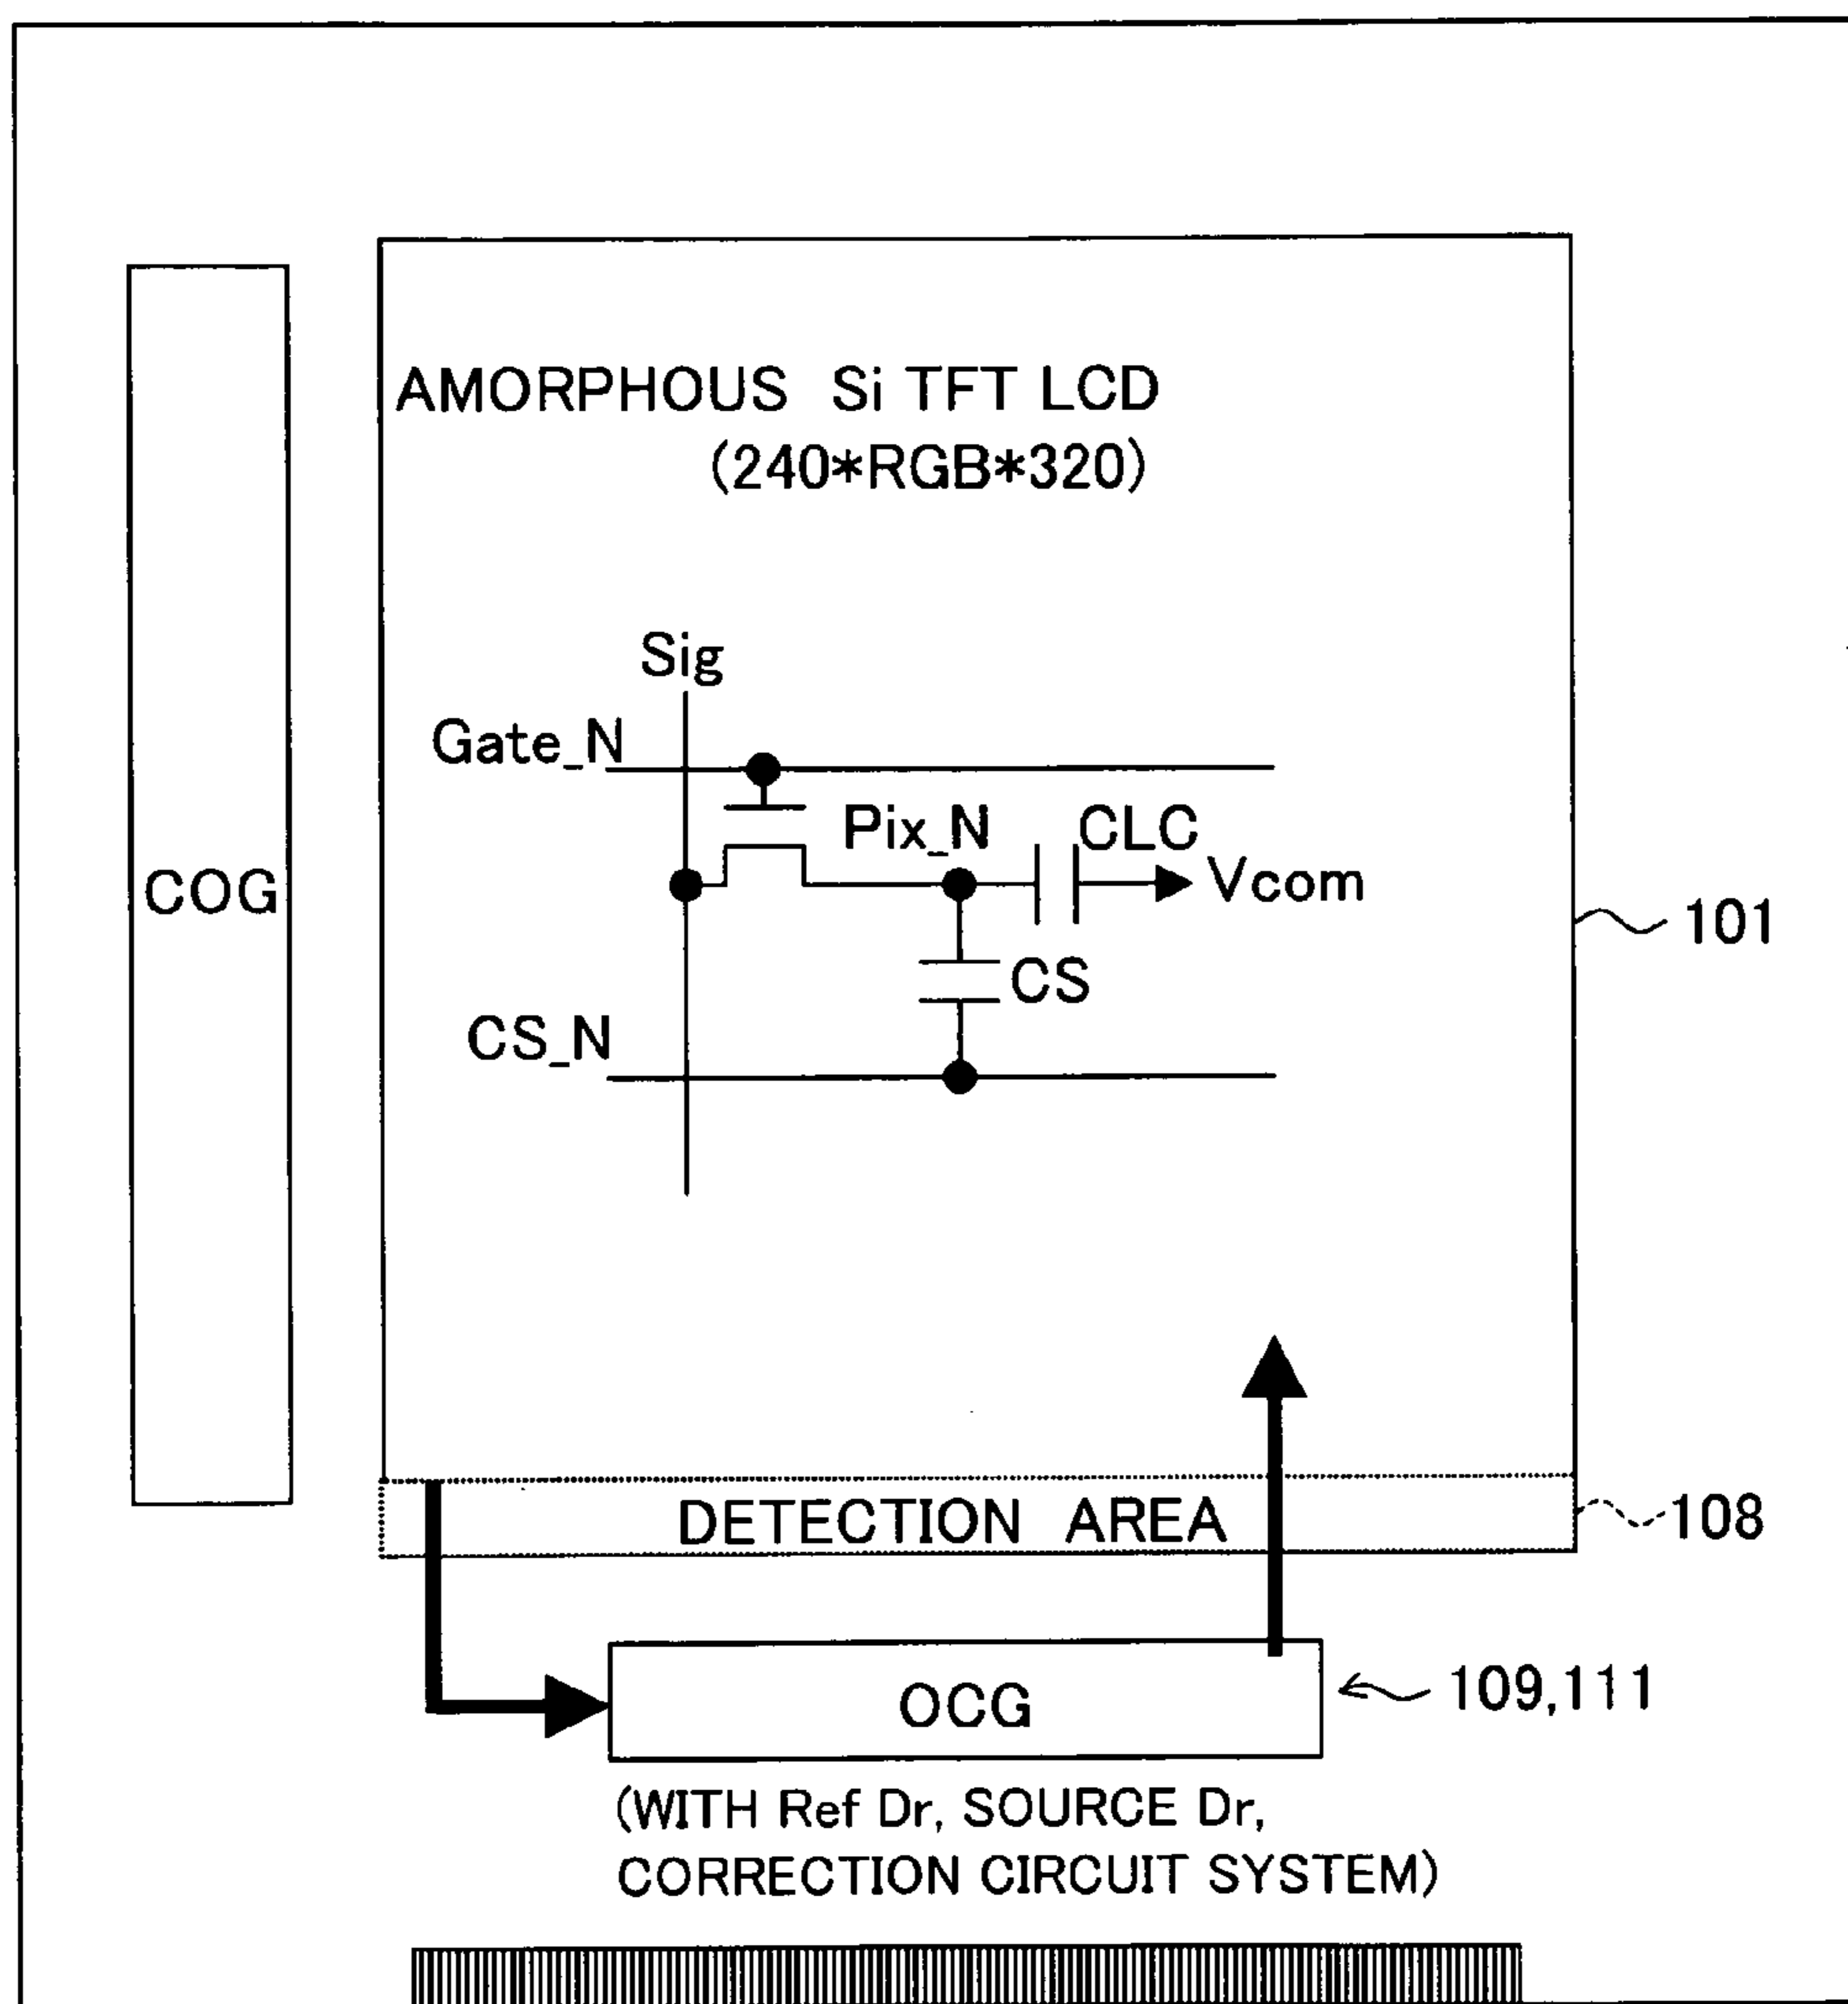 AMORPHOUS Si TFT LCD
(240*RGB*320)
Sig
Gate_N
Pix_N
CLC
COG
Vcom
101
CS
CS_N
DETECTION AREA
108
OCG
109,111
(WITH Ref Dr, SOURCE Dr,
CORRECTION CIRCUIT SYSTEM)